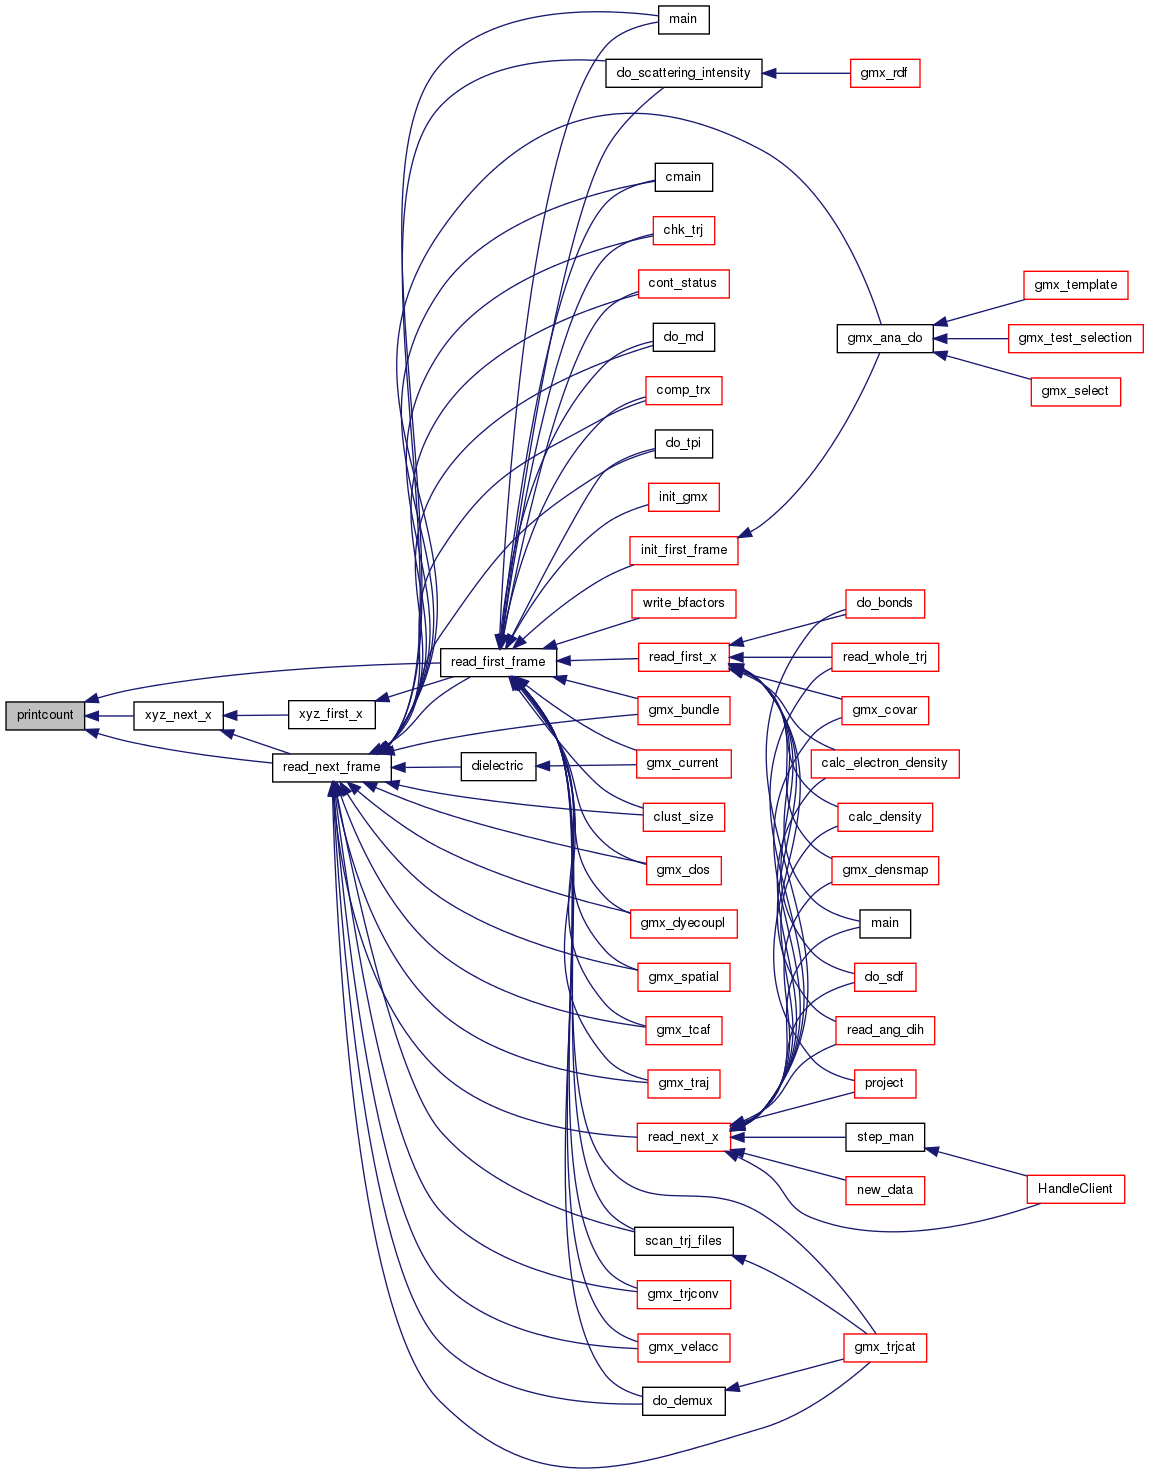 main
do_scattering_intensity
gmx_rdf
cmain
chk_trj
cont_status
gmx_template
do_md
gmx_ana_do
gmx_test_selection
comp_trx
gmx_select
do_tpi
init_gmx
init_first_frame
write_bfactors
do_bonds
read_first_frame
read_first_x
read_whole_trj
printcount
xyz_next_x
xyz_first_x
gmx_bundle
gmx_covar
read_next_frame
dielectric
gmx_current
calc_electron_density
clust_size
calc_density
gmx_dos
gmx_densmap
gmx_dyecoupl
main
gmx_spatial
do_sdf
gmx_tcaf
read_ang_dih
gmx_traj
project
read_next_x
step_man
new_data
HandleClient
scan_trj_files
gmx_trjconv
gmx_velacc
gmx_trjcat
do_demux